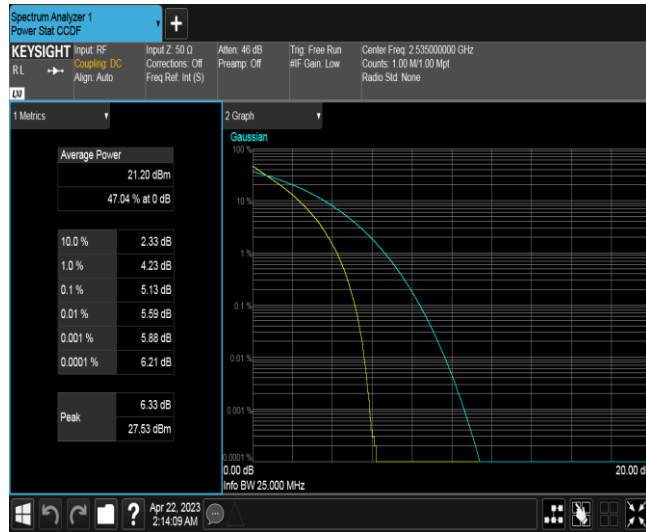 Spectrum Analyzer 1
Power Stat CCDF
KEYSIGHT
RL
LXI
Input: RF
Coupling: DC
Align: Auto
Input Z: 50 Ω
Corrections: Off
Freq Ref: Int (S)
Atten: 46 dB
Preamp: Off
Trig: Free Run
#IF Gain: Low
Center Freq: 2.535000000 GHz
Counts: 1.00 M/1.00 Mpt
Radio Std: None
1 Metrics
Average Power
21.20 dBm
47.04 % at 0 dB
10.0 % 2.33 dB
1.0 % 4.23 dB
0.1 % 5.13 dB
0.01 % 5.59 dB
0.001 % 5.88 dB
0.0001 % 6.21 dB
Peak
6.33 dB
27.53 dBm
2 Graph
Gaussian
100 %
10 %
1 %
0.1 %
0.01 %
0.001 %
0.0001 %
0.00 dB
20.00 d
Info BW 25.000 MHz
?
Apr 22, 2023
2:14:09 AM